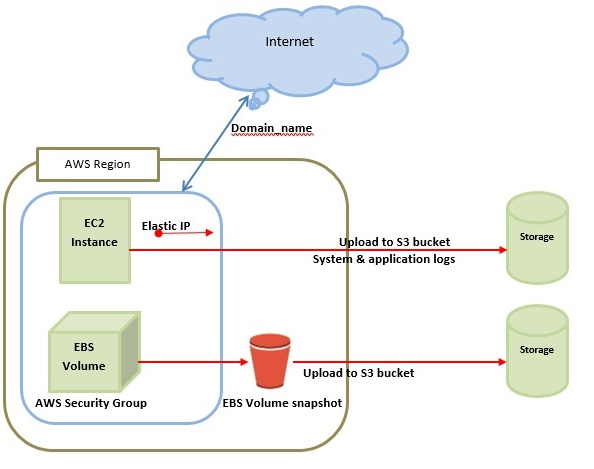 Internet
Domain_name
AWS Region
EC2
Instance
Elastic IP
Upload to S3 bucket
System & application logs
Storage
EBS
Volume
Storage
Upload to S3 bucket
AWS Security Group
EBS Volume snapshot